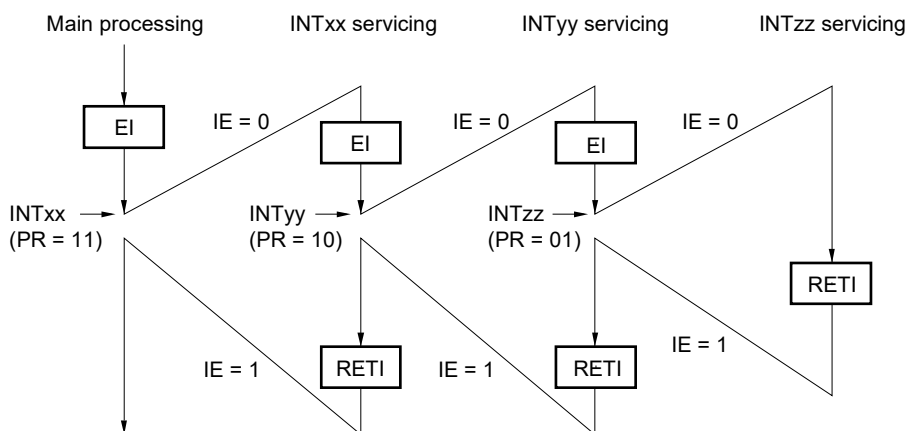 Main processing INTxx servicing INTyy servicing INTzz servicing
EI IE = 0 EI IE = 0 EI IE = 0
INTxx INTyy INTzz
(PR = 11) (PR = 10) (PR = 01)
RETI
IE = 1 RETI IE = 1 RETI IE = 1